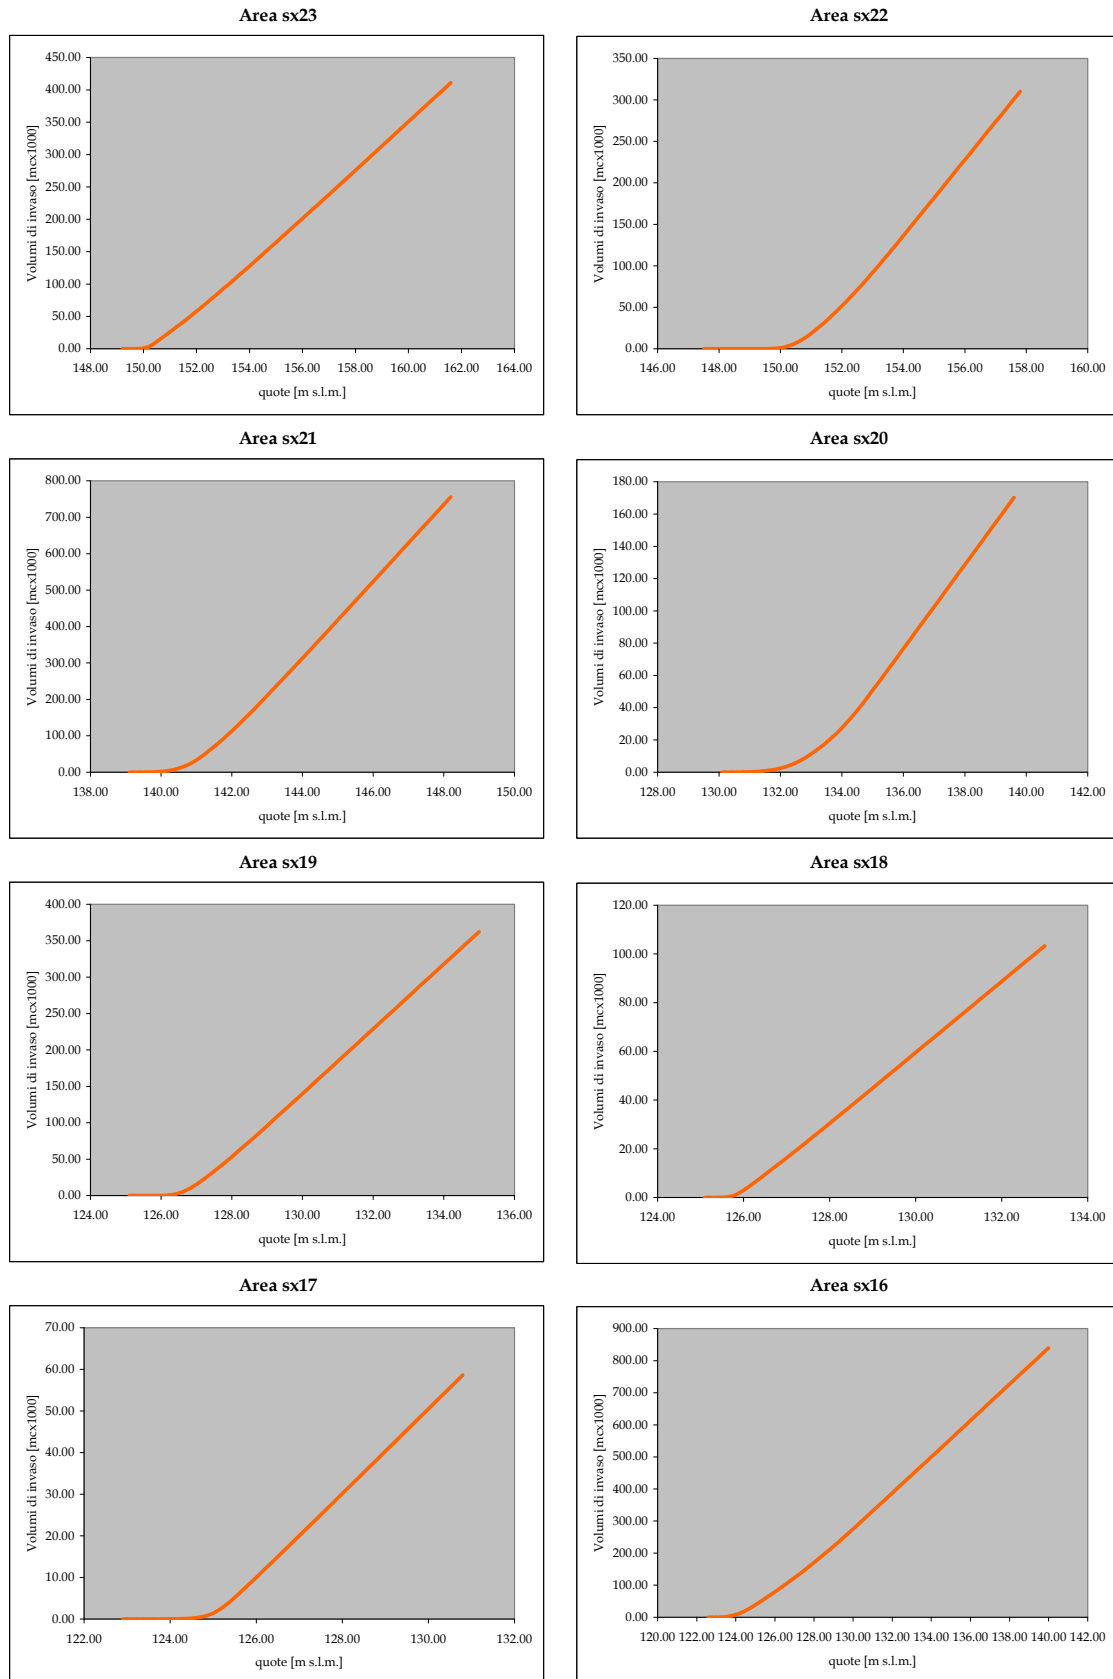 Area sx23
Area sx22
Volumi di invaso [mcx1000]
450.00
400.00
350.00
300.00
250.00
200.00
150.00
100.00
50.00
0.00
148.00 150.00 152.00 154.00 156.00 158.00 160.00 162.00 164.00
quote [m s.l.m.]
Volumi di invaso [mcx1000]
350.00
300.00
250.00
200.00
150.00
100.00
50.00
0.00
146.00 148.00 150.00 152.00 154.00 156.00 158.00 160.00
quote [m s.l.m.]
Area sx21
Area sx20
Volumi di invaso [mcx1000]
800.00
700.00
600.00
500.00
400.00
300.00
200.00
100.00
0.00
138.00 140.00 142.00 144.00 146.00 148.00 150.00
quote [m s.l.m.]
Volumi di invaso [mcx1000]
180.00
160.00
140.00
120.00
100.00
80.00
60.00
40.00
20.00
0.00
128.00 130.00 132.00 134.00 136.00 138.00 140.00 142.00
quote [m s.l.m.]
Area sx19
Area sx18
Volumi di invaso [mcx1000]
400.00
350.00
300.00
250.00
200.00
150.00
100.00
50.00
0.00
124.00 126.00 128.00 130.00 132.00 134.00 136.00
quote [m s.l.m.]
Volumi di invaso [mcx1000]
120.00
100.00
80.00
60.00
40.00
20.00
0.00
124.00 126.00 128.00 130.00 132.00 134.00
quote [m s.l.m.]
Area sx17
Area sx16
Volumi di invaso [mcx1000]
70.00
60.00
50.00
40.00
30.00
20.00
10.00
0.00
122.00 124.00 126.00 128.00 130.00 132.00
quote [m s.l.m.]
Volumi di invaso [mcx1000]
900.00
800.00
700.00
600.00
500.00
400.00
300.00
200.00
100.00
0.00
120.00 122.00 124.00 126.00 128.00 130.00 132.00 134.00 136.00 138.00 140.00 142.00
quote [m s.l.m.]